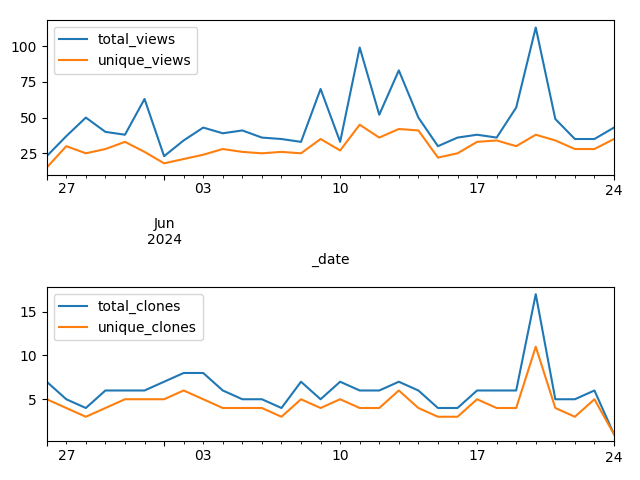 total_views
unique_views
100
75
50
25
27 03 10 17 24
Jun
2024
_date
total_clones
unique_clones
15
10
5
27 03 10 17 24